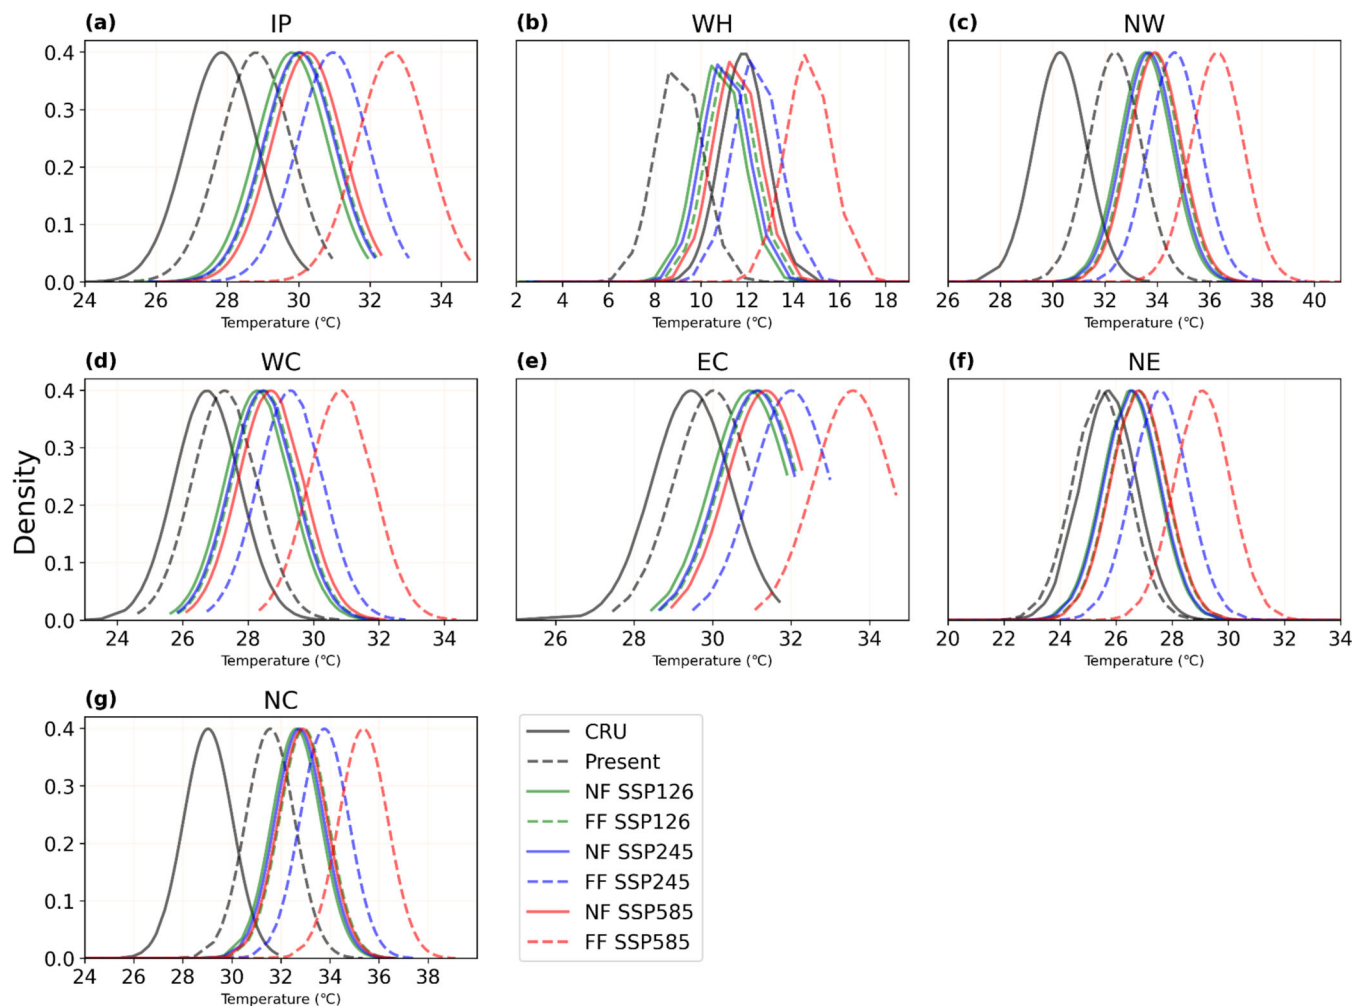 (a) IP
(b) WH
(c) NW
0.4
0.3
0.2
0.1
0.0
24 26 28 30 32 34
Temperature (°C)
2 4 6 8 10 12 14 16 18
Temperature (°C)
26 28 30 32 34 36 38 40
Temperature (°C)
(d) WC
(e) EC
(f) NE
Density
0.4
0.3
0.2
0.1
0.0
24 26 28 30 32 34
Temperature (°C)
26 28 30 32 34
Temperature (°C)
20 22 24 26 28 30 32 34
Temperature (°C)
(g) NC
0.4
0.3
0.2
0.1
0.0
24 26 28 30 32 34 36 38
Temperature (°C)
CRU
Present
NF SSP126
FF SSP126
NF SSP245
FF SSP245
NF SSP585
FF SSP585